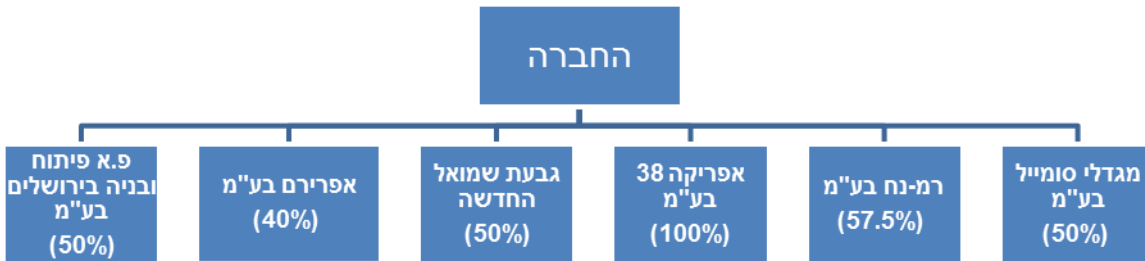 החברה
מגדלי סומייל
בע"מ
(50%)
רמ-נח בע"מ
(57.5%)
אפריקה 38
בע"מ
(100%)
גבעת שמואל
החדשה
(50%)
אפרירם בע"מ
(40%)
פ.א פיתוח
ובניה בירושלים
בע"מ
(50%)